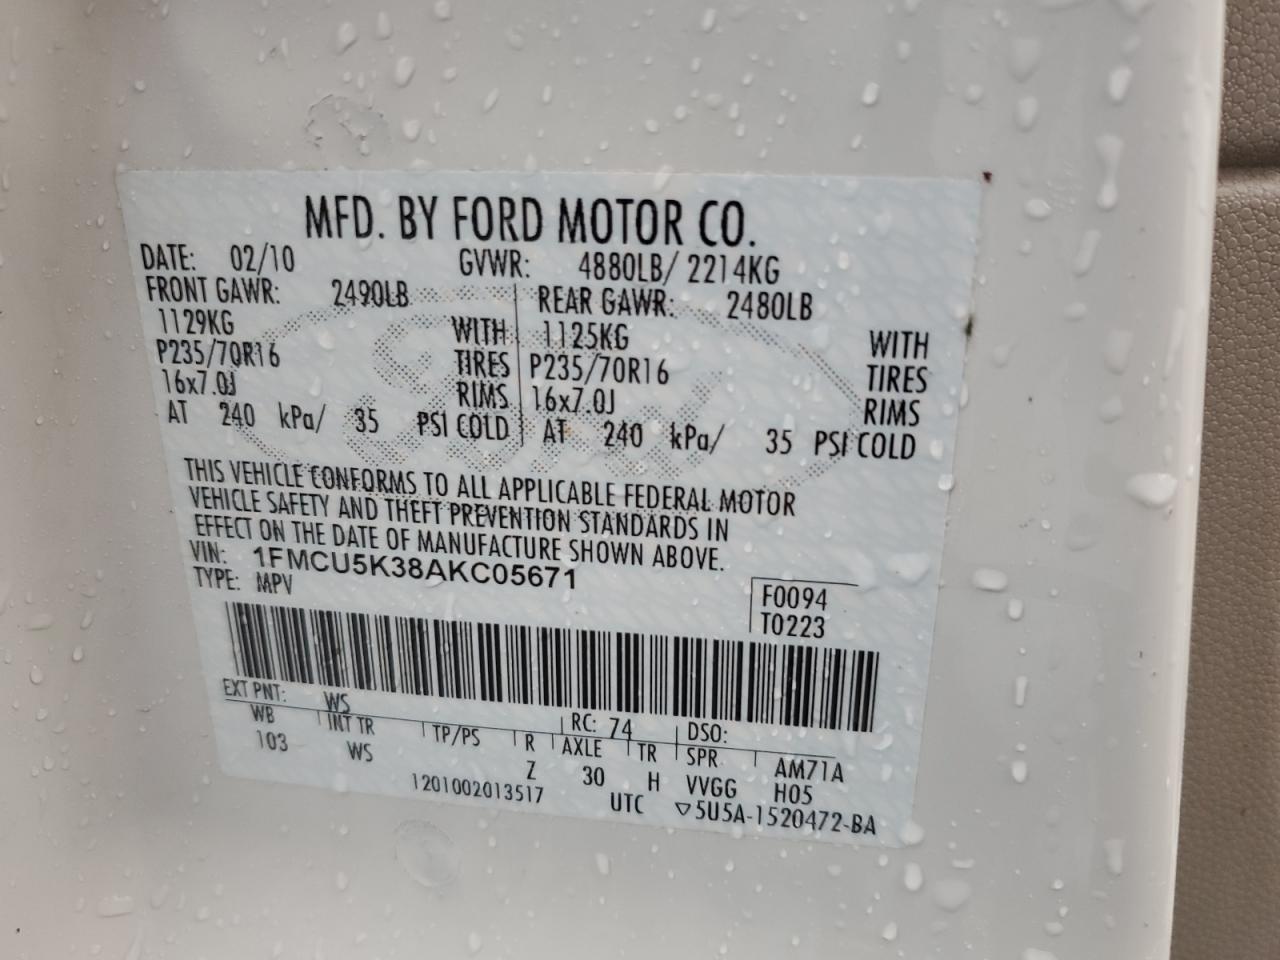 MFD. BY FORD MOTOR CO.
DATE: 02/10 GVWR: 4880LB/ 2214KG
FRONT GAWR: 2490LB REAR GAWR: 2480LB
1129KG WITH 1125KG WITH
P235/70R16 TIRES P235/70R16 TIRES
16x7.0J RIMS 16x7.0J RIMS
AT 240 kPa/ 35 PSI COLD AT 240 kPa/ 35 PSI COLD
THIS VEHICLE CONFORMS TO ALL APPLICABLE FEDERAL MOTOR
VEHICLE SAFETY AND THEFT PREVENTION STANDARDS IN
EFFECT ON THE DATE OF MANUFACTURE SHOWN ABOVE.
VIN: 1FMCU5K38AKC05671
TYPE: MPV
F0094
T0223
EXT PNT: WS RC: 74 DSO:
WB INT TR TP/PS R AXLE TR SPR AM71A
103 WS Z 30 H VVGG H05
1201002013517 UTC ▽5U5A-1520472-BA
Ford